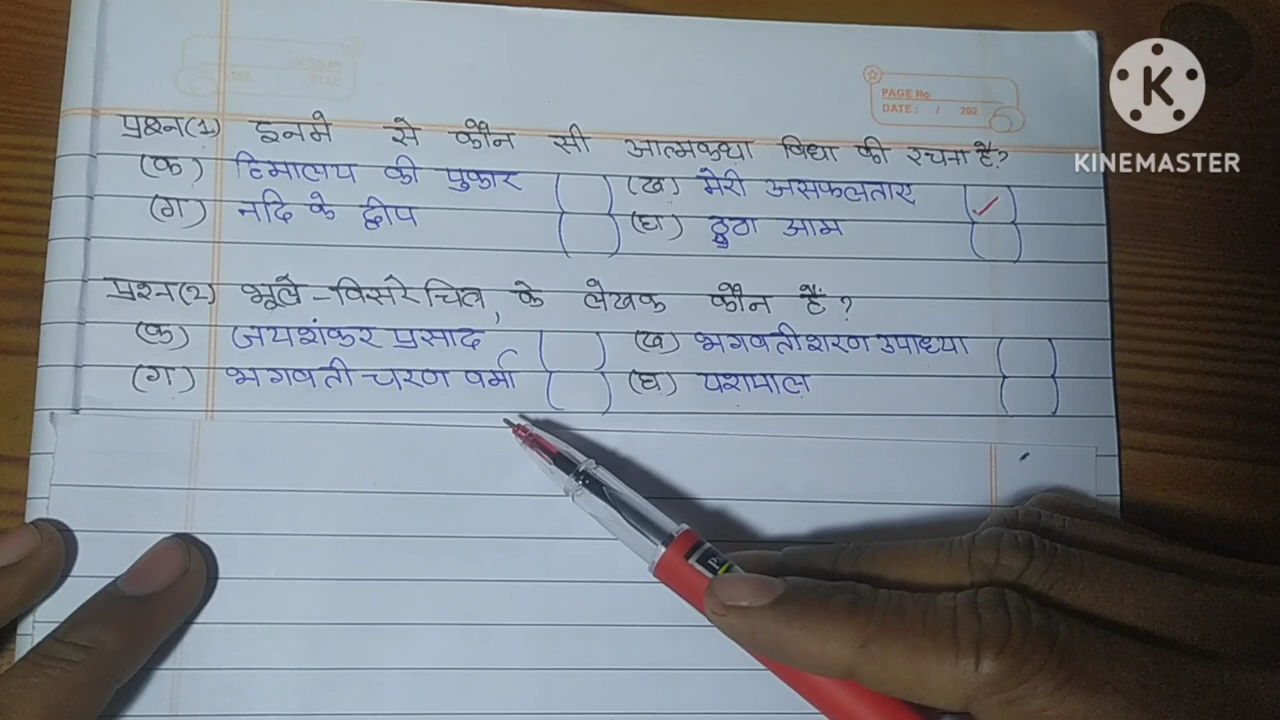 PAGE No
DATE: / 202
KINEMASTER
प्रश्न(1) इनमे से कौन सी आत्मकथा विधा की रचना है?
(क) हिमालय की पुकार ( ) (ख) मेरी असफलताए (✓)
(ग) नदि के द्वीप ( ) (घ) ठुठा आम ( )
प्रश्न(2) भूले-विसरे चित्र, के लेखक कौन हैं?
(क) जयशंकर प्रसाद ( ) (ख) भगवतीशरण उपाध्या ( )
(ग) भगवती चरण वर्मा ( ) (घ) यशपाल ( )